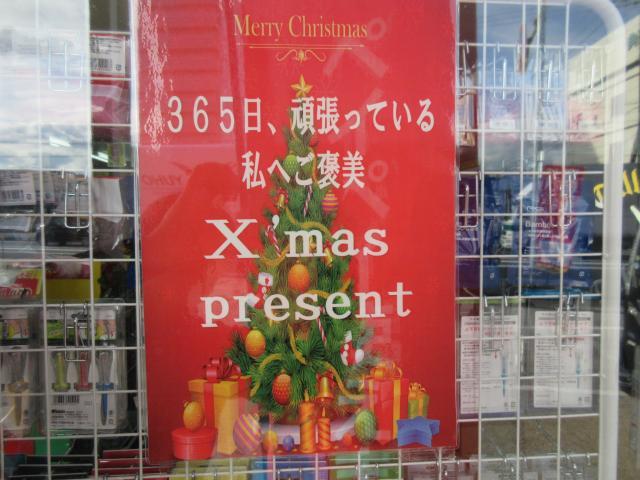 Merry Christmas
３６５日、頑張っている
私へご褒美
X'mas
present